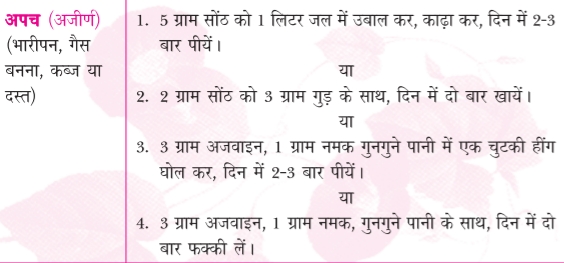 अपच (अजीर्ण)
(भारीपन, गैस
बनना, कब्ज या
दस्त)
1. 5 ग्राम सोंठ को 1 लिटर जल में उबाल कर, काढ़ा कर, दिन में 2-3
बार पीयें।
या
2. 2 ग्राम सोंठ को 3 ग्राम गुड़ के साथ, दिन में दो बार खायें।
या
3. 3 ग्राम अजवाइन, 1 ग्राम नमक गुनगुने पानी में एक चुटकी हींग
घोल कर, दिन में 2-3 बार पीयें।
या
4. 3 ग्राम अजवाइन, 1 ग्राम नमक, गुनगुने पानी के साथ, दिन में दो
बार फक्की लें।